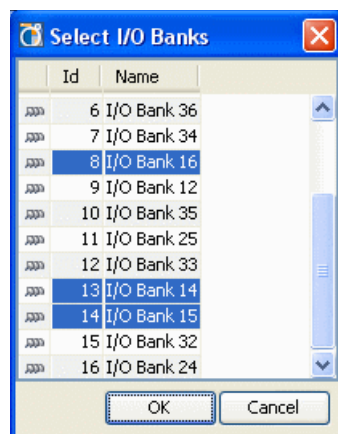 Select I/O Banks
Id Name
6 I/O Bank 36
7 I/O Bank 34
8 I/O Bank 16
9 I/O Bank 12
10 I/O Bank 35
11 I/O Bank 25
12 I/O Bank 33
13 I/O Bank 14
14 I/O Bank 15
15 I/O Bank 32
16 I/O Bank 24
OK Cancel